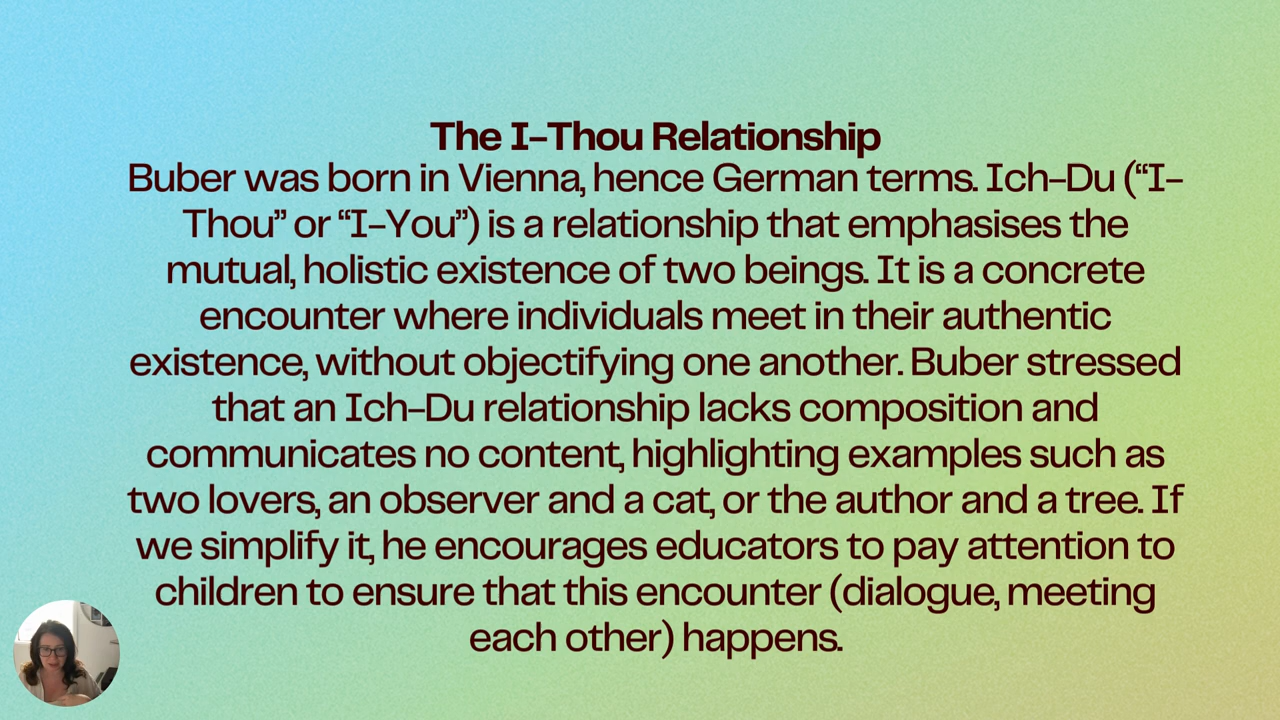 The I–Thou Relationship
Buber was born in Vienna, hence German terms. Ich–Du (“I–
Thou” or “I–You”) is a relationship that emphasises the
mutual, holistic existence of two beings. It is a concrete
encounter where individuals meet in their authentic
existence, without objectifying one another. Buber stressed
that an Ich–Du relationship lacks composition and
communicates no content, highlighting examples such as
two lovers, an observer and a cat, or the author and a tree. If
we simplify it, he encourages educators to pay attention to
children to ensure that this encounter (dialogue, meeting
each other) happens.